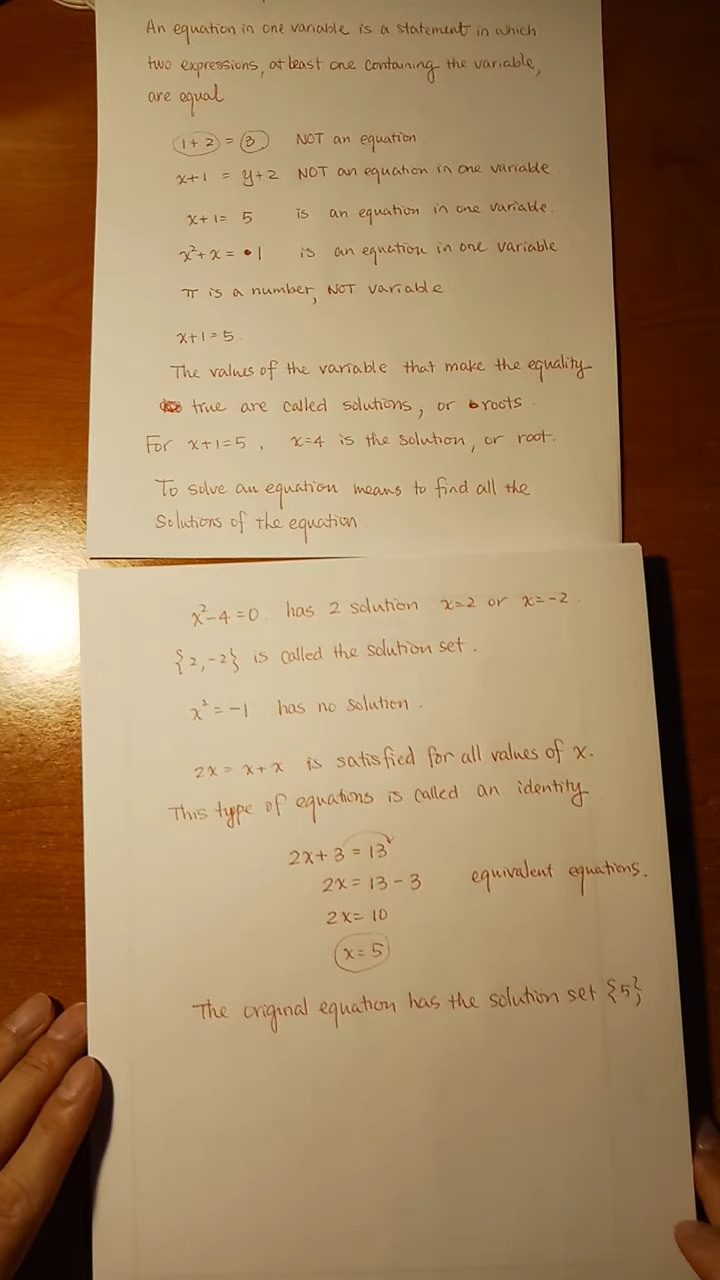 An equation in one variable is a statement in which
two expressions, at least one containing the variable,
are equal
1+2 = 3 NOT an equation
x+1 = y+2 NOT an equation in one variable
x+1= 5 is an equation in one variable.
x²+x = 1 is an equation in one variable
π is a number, NOT variable
x+1=5
The values of the variable that make the equality
true are called solutions, or roots.
For x+1=5, x=4 is the solution, or root.
To solve an equation means to find all the
solutions of the equation
x²-4=0. has 2 solution x=2 or x=-2
{2,-2} is called the solution set.
x² = -1 has no solution.
2x = x+x is satisfied for all values of x.
This type of equations is called an identity
2x+3 = 13
2x = 13-3 equivalent equations.
2x= 10
x=5
The original equation has the solution set {5}